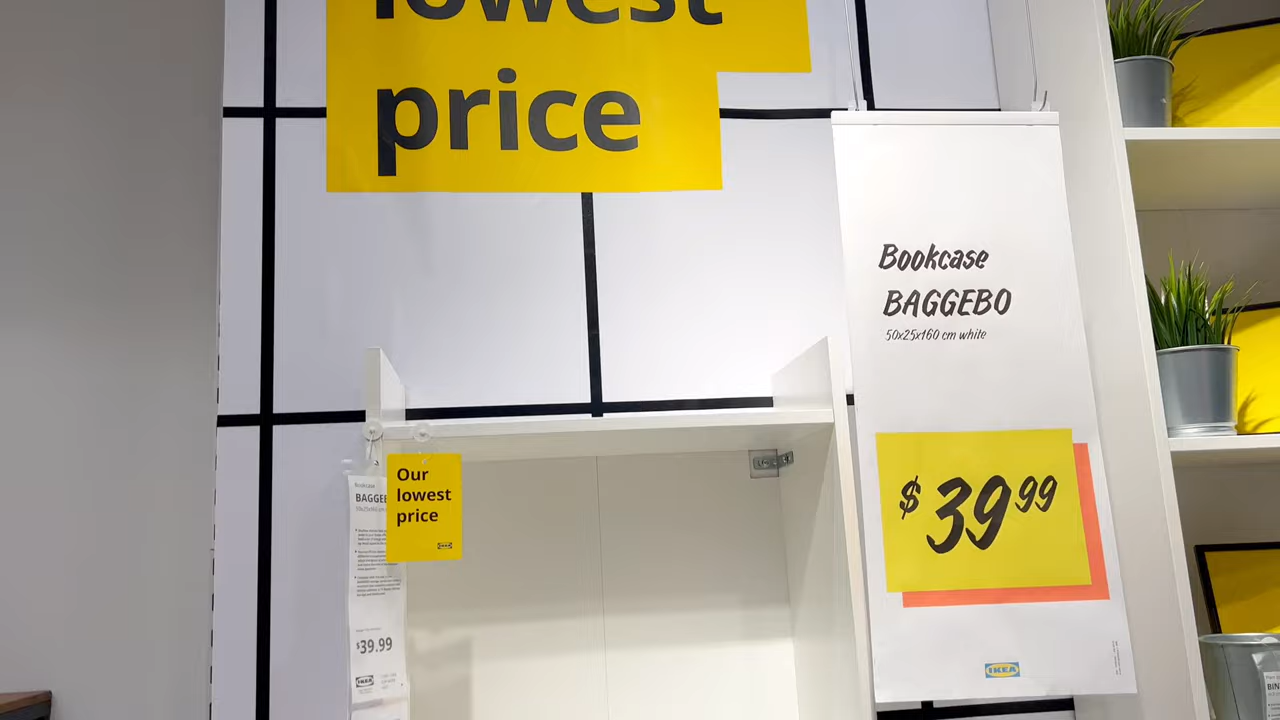 lowest
price
Bookcase
BAGGEBO
50x25x160 cm white
$ 39 99
IKEA
Our
lowest
price
IKEA
Bookcase
BAGGE
$39.99
IKEA
BIN